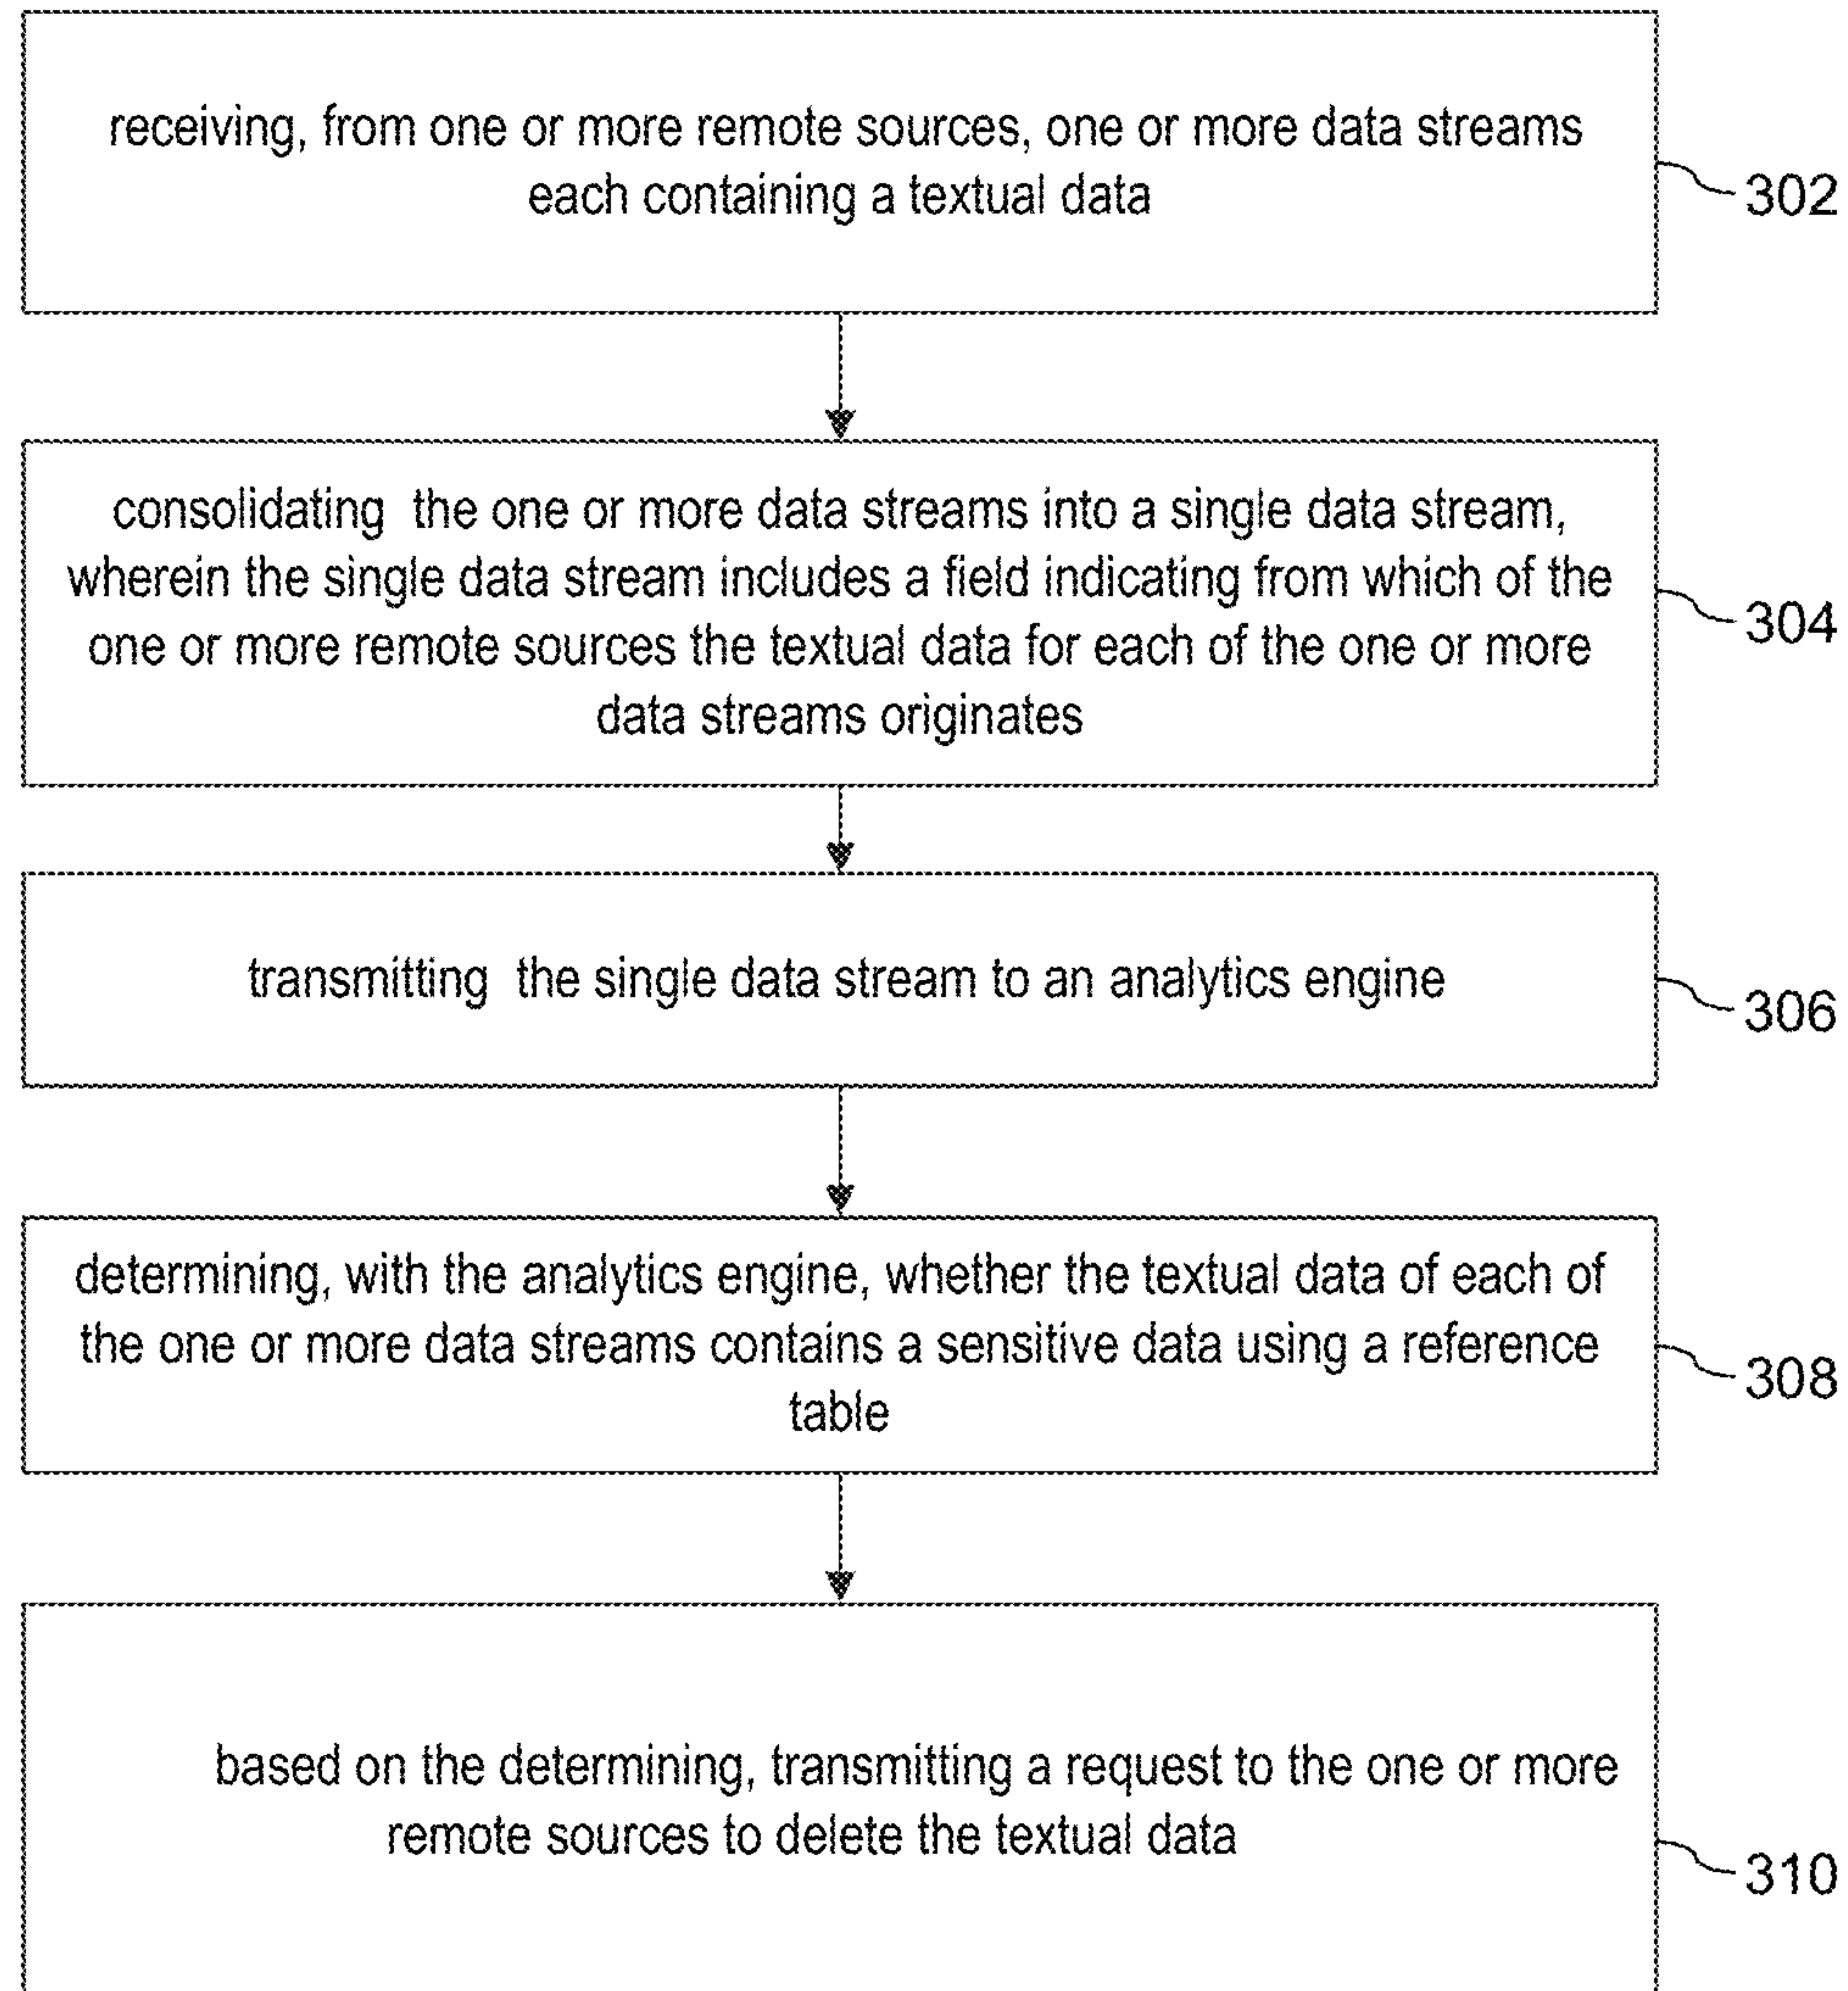 receiving, from one or more remote sources, one or more data streams
each containing a textual data
302
consolidating the one or more data streams into a single data stream,
wherein the single data stream includes a field indicating from which of the
one or more remote sources the textual data for each of the one or more
data streams originates
304
transmitting the single data stream to an analytics engine
306
determining, with the analytics engine, whether the textual data of each of
the one or more data streams contains a sensitive data using a reference
table
308
based on the determining, transmitting a request to the one or more
remote sources to delete the textual data
310